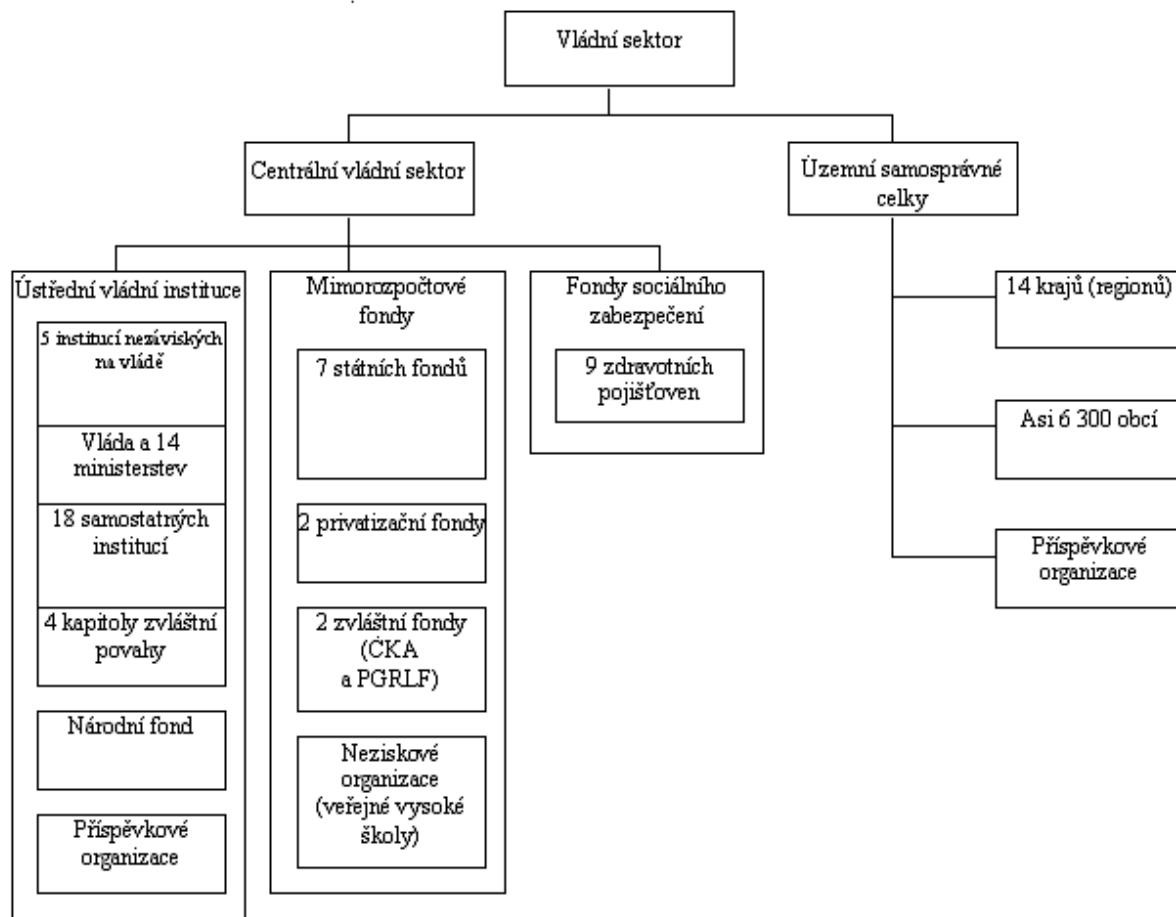 Vládní sektor
Centrální vládní sektor
Územní samosprávné
celky
Ústřední vládní instituce
5 institucí nezáviských
na vládě
Vláda a 14
ministerstev
18 samostatných
institucí
4 kapitoly zvláštní
povahy
Národní fond
Příspěvkové
organizace
Mimorozpočtové
fondy
7 státních fondů
2 privatizační fondy
2 zvláštní fondy
(ČKA
a PGRLF)
Neziskové
organizace
(veřejné vysoké
školy)
Fondy sociálního
zabezpečení
9 zdravotních
pojišťoven
14 krajů (regionů)
Asi 6 300 obcí
Příspěvkové
organizace